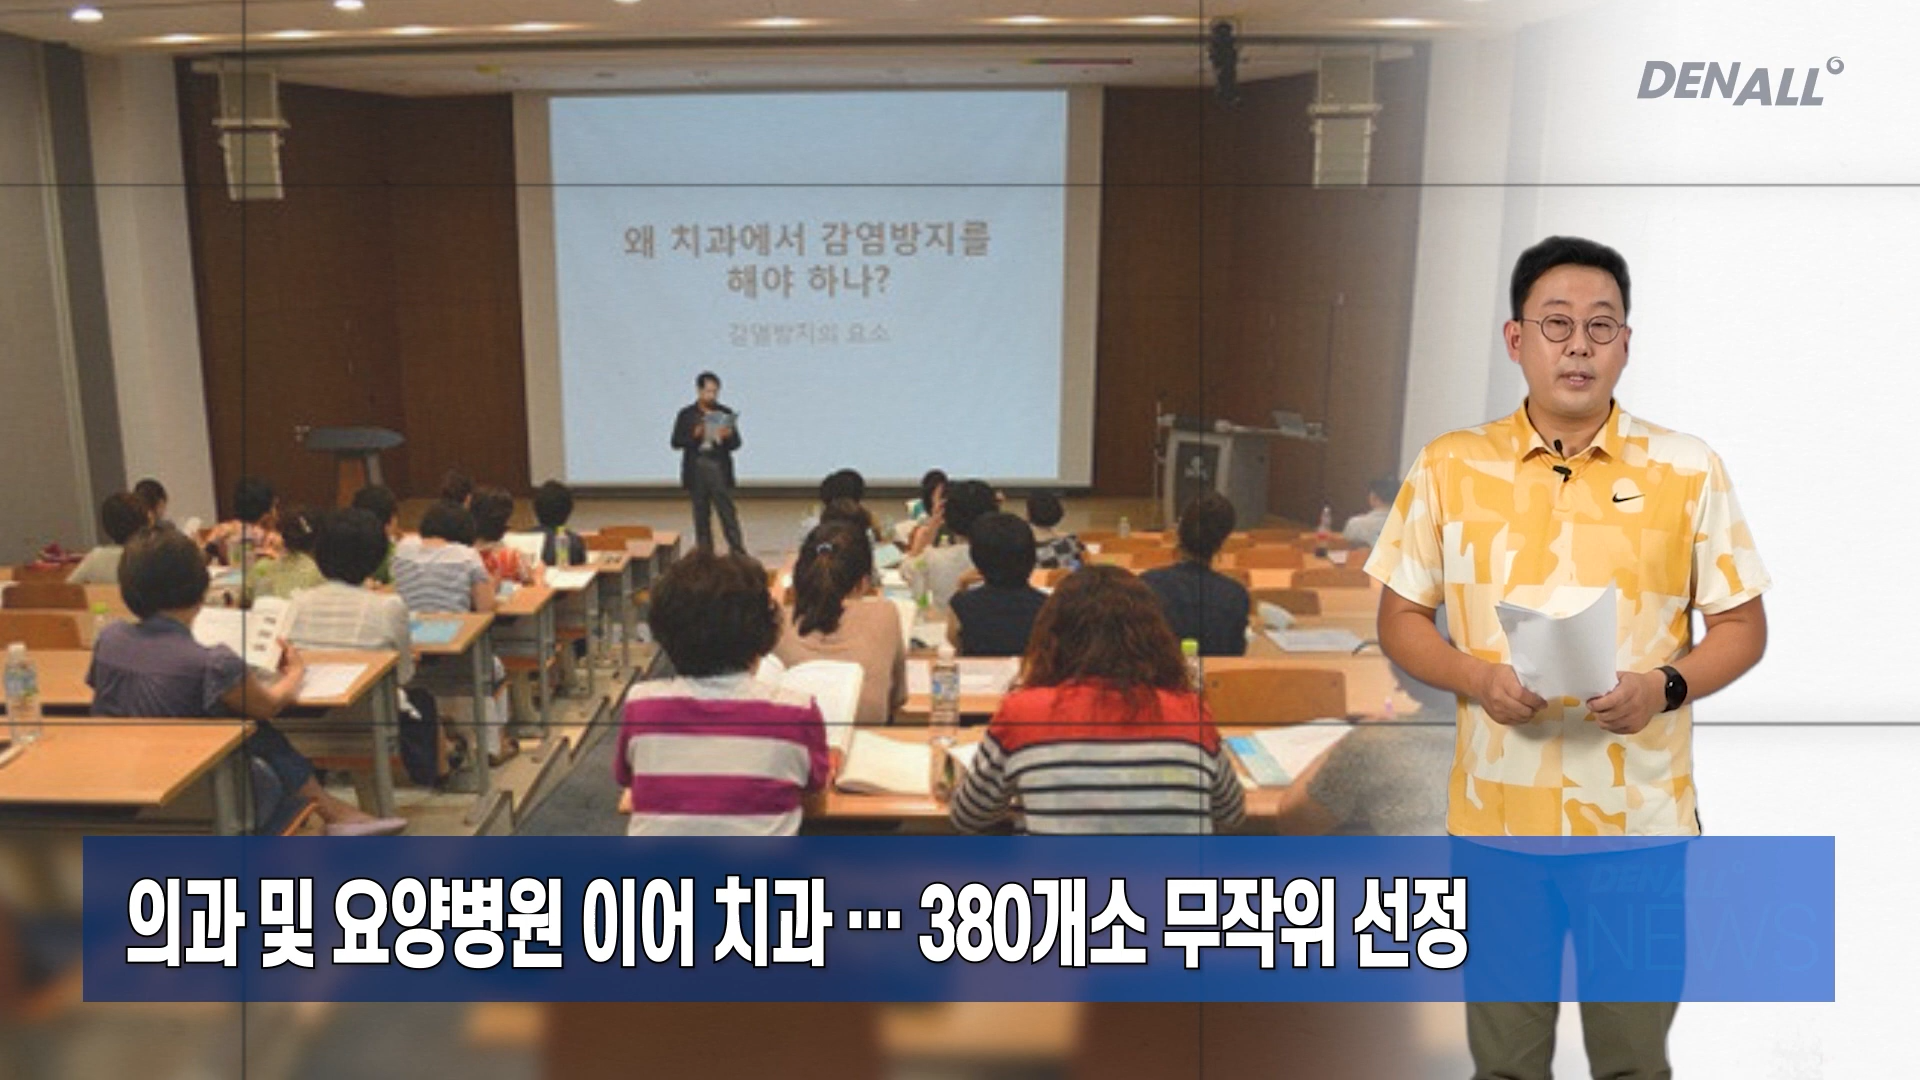 DENALL
왜 치과에서 감염방지를
해야 하나?
감염방지의 요소
의과 및 요양병원 이어 치과 … 380개소 무작위 선정
DENALL
NEWS